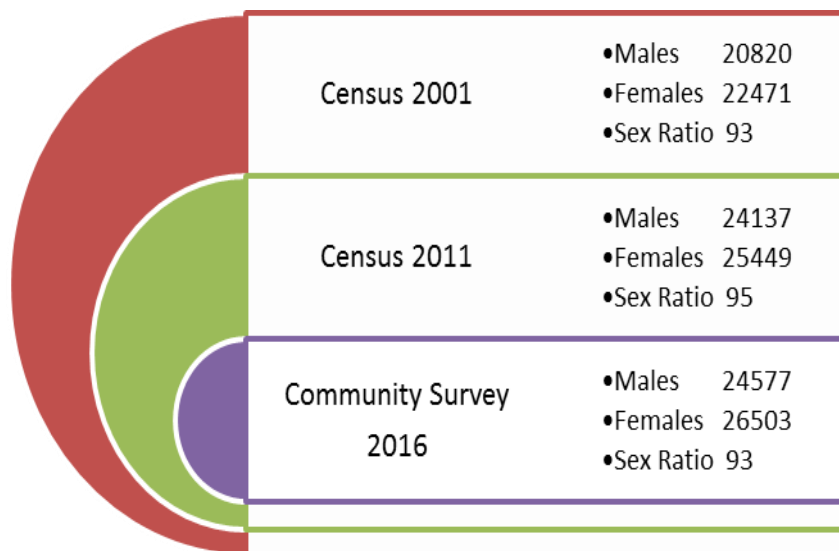 Census 2001
•Males 20820
•Females 22471
•Sex Ratio 93
Census 2011
•Males 24137
•Females 25449
•Sex Ratio 95
Community Survey
2016
•Males 24577
•Females 26503
•Sex Ratio 93